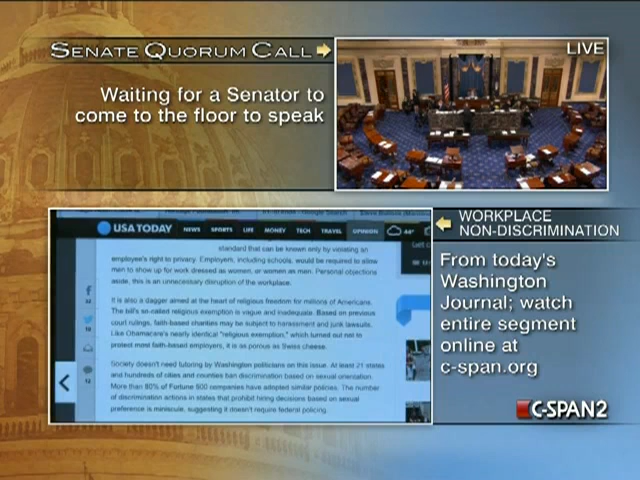 SENATE QUORUM CALL
LIVE
Waiting for a Senator to
come to the floor to speak
WORKPLACE
NON-DISCRIMINATION
From today's
Washington
Journal; watch
entire segment
online at
c-span.org
C-SPAN2
USA TODAY NEWS SPORTS LIFE MONEY TECH TRAVEL OPINION
standard that can be known only by violating an
employee's right to privacy. Employers, including schools, would be required to allow
men to show up for work dressed as women, or women as men. Personal objections
aside, this is an unnecessary disruption of the workplace.
It is also a dagger aimed at the heart of religious freedom for millions of Americans.
The bill's so-called religious exemption is vague and inadequate. Based on previous
court rulings, faith-based charities may be subject to harassment and junk lawsuits.
Like Obamacare's nearly identical "religious exemption," which turned out not to
protect most faith-based employers, it is as porous as Swiss cheese.
Society doesn't need tutoring by Washington politicians on this issue. At least 21 states
and hundreds of cities and counties ban discrimination based on sexual orientation.
More than 80% of Fortune 500 companies have adopted similar policies. The number
of discrimination actions in states that prohibit hiring decisions based on sexual
preference is miniscule, suggesting it doesn't require federal policing.